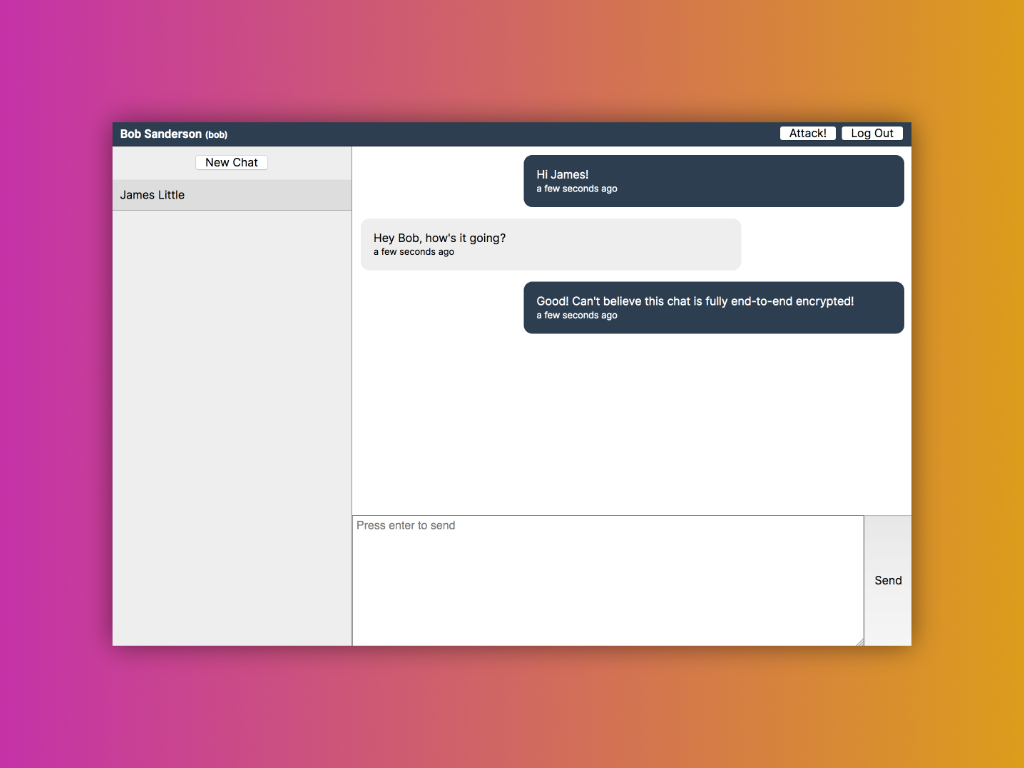 Bob Sanderson (bob)
Attack!
Log Out
New Chat
James Little
Hi James!
a few seconds ago
Hey Bob, how's it going?
a few seconds ago
Good! Can't believe this chat is fully end-to-end encrypted!
a few seconds ago
Press enter to send
Send